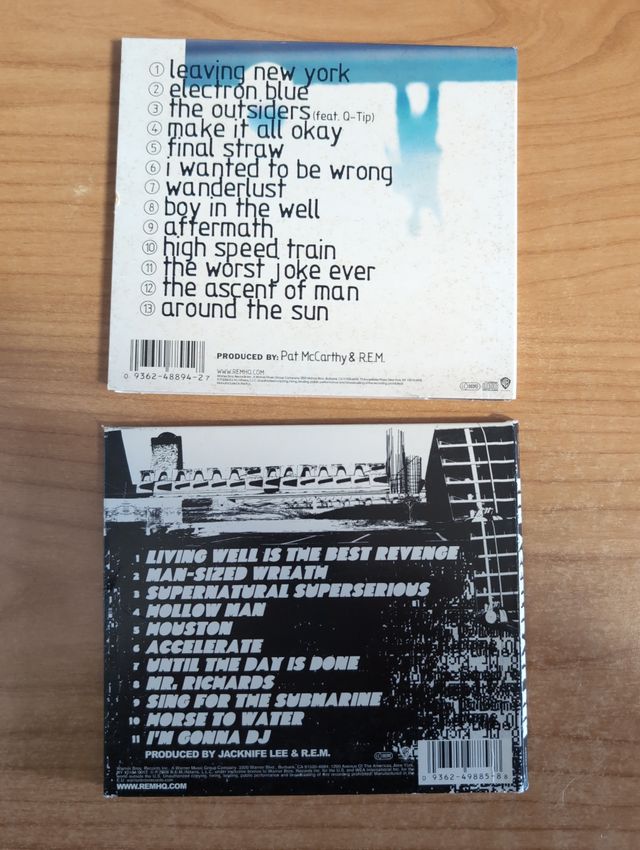 1 leaving new york
2 electron blue
3 the outsiders (feat. Q-Tip)
4 make it all okay
5 final straw
6 i wanted to be wrong
7 wanderlust
8 boy in the well
9 aftermath
10 high speed train
11 the worst joke ever
12 the ascent of man
13 around the sun
PRODUCED BY: Pat McCarthy & R.E.M.
WWW.REMHQ.COM
0 9362-48894-2 7
1 LIVING WELL IS THE BEST REVENGE
2 MAN-SIZED WREATH
3 SUPERNATURAL SUPERSERIOUS
4 HOLLOW MAN
5 HOUSTON
6 ACCELERATE
7 UNTIL THE DAY IS DONE
8 MR. RICHARDS
9 SING FOR THE SUBMARINE
10 HORSE TO WATER
11 I'M GONNA DJ
PRODUCED BY JACKNIFE LEE & R.E.M.
WWW.REMHQ.COM
0 9362-49885-8 8